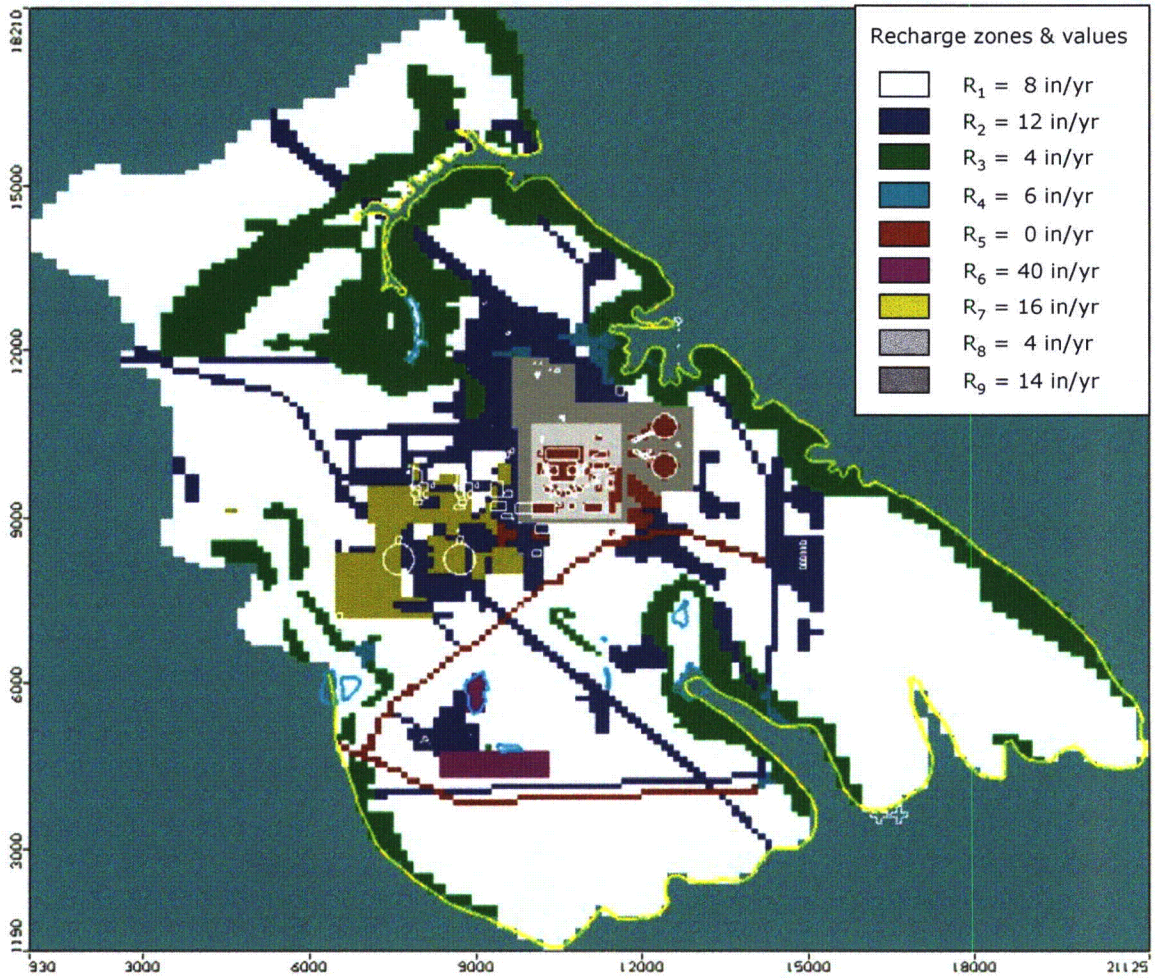 Recharge zones & values
R1 = 8 in/yr
R2 = 12 in/yr
R3 = 4 in/yr
R4 = 6 in/yr
R5 = 0 in/yr
R6 = 40 in/yr
R7 = 16 in/yr
R8 = 4 in/yr
R9 = 14 in/yr
18210
15000
12000
9000
6000
3000
1190
930 3000 6000 9000 12000 15000 18000 21125